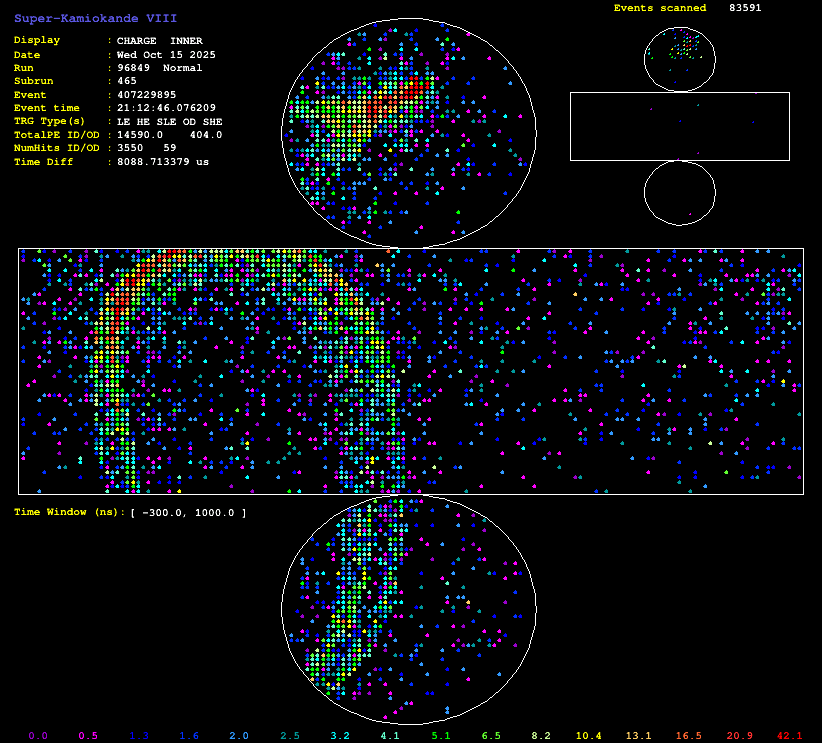 Super-Kamiokande VIII
Events scanned 83591
Display : CHARGE INNER
Date : Wed Oct 15 2025
Run : 96849 Normal
Subrun : 465
Event : 407229895
Event time : 21:12:46.076209
TRG Type(s) : LE HE SLE OD SHE
TotalPE ID/OD : 14590.0 404.0
NumHits ID/OD : 3550 59
Time Diff : 8088.713379 us
Time Window (ns): [ -300.0, 1000.0 ]
0.0 0.5 1.3 1.6 2.0 2.5 3.2 4.1 5.1 6.5 8.2 10.4 13.1 16.5 20.9 42.1